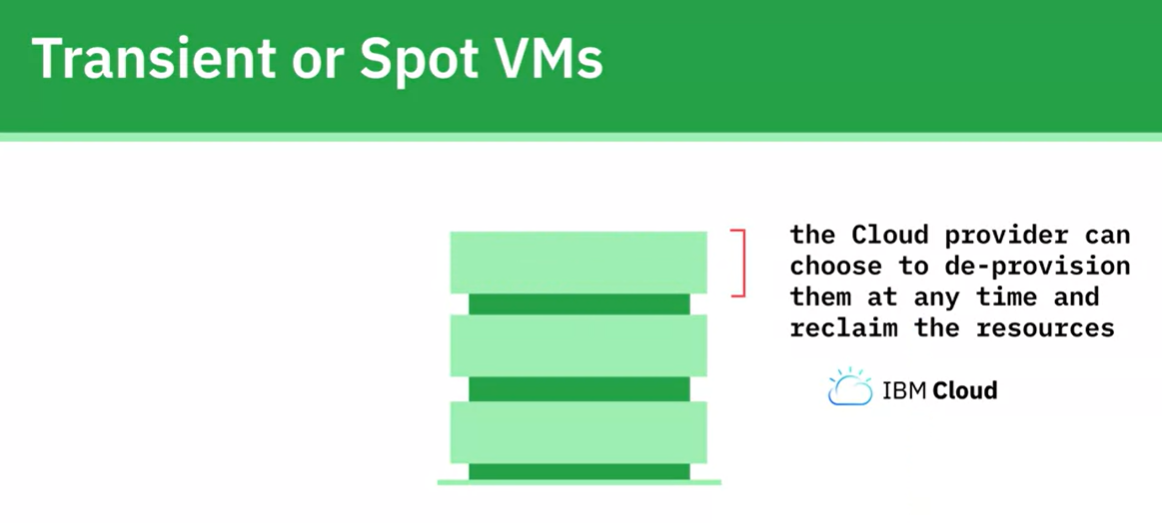 Transient or Spot VMs
the Cloud provider can
choose to de-provision
them at any time and
reclaim the resources
IBM Cloud